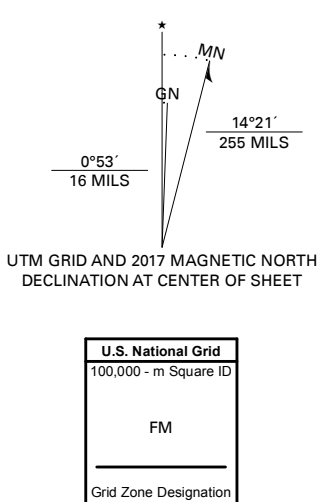 ★
MN
GN
14°21´
255 MILS
0°53´
16 MILS
UTM GRID AND 2017 MAGNETIC NORTH
DECLINATION AT CENTER OF SHEET
U.S. National Grid
100,000 - m Square ID
FM
Grid Zone Designation